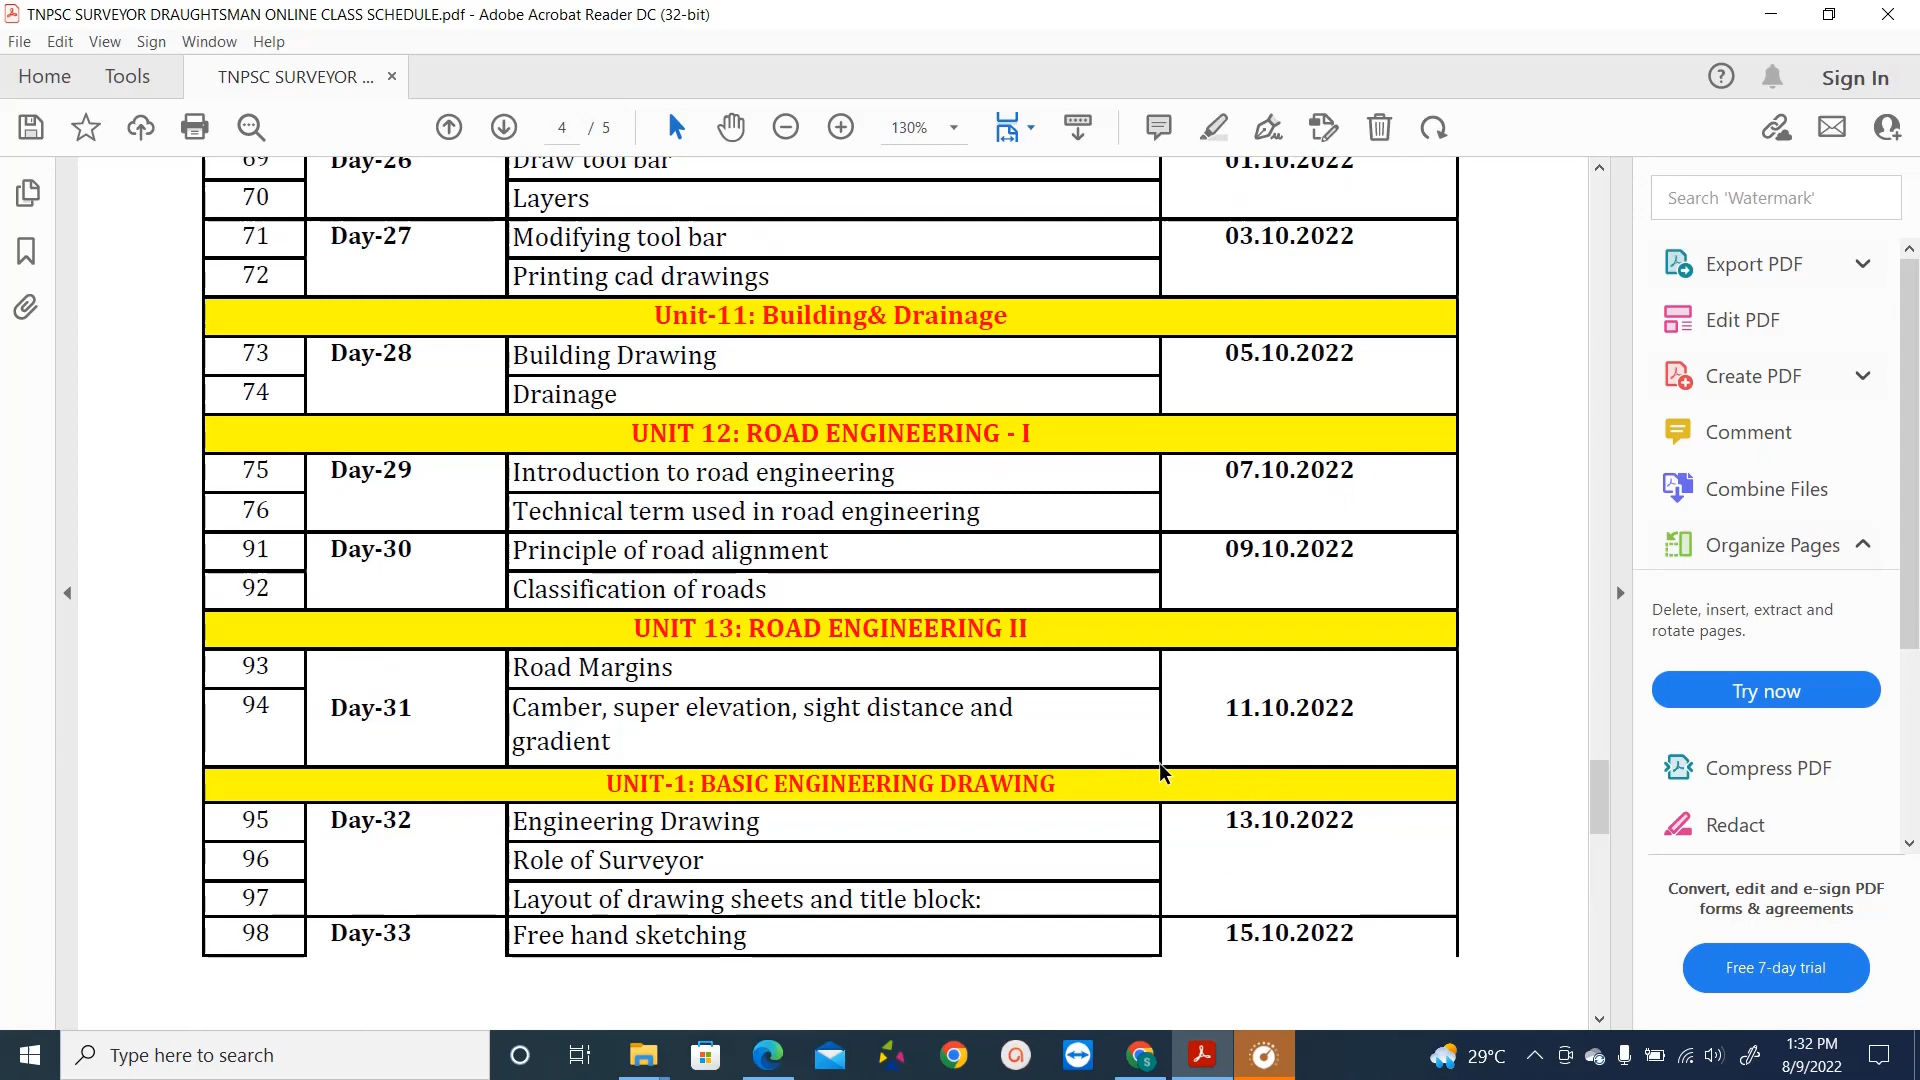 TNPSC SURVEYOR DRAUGHTSMAN ONLINE CLASS SCHEDULE.pdf - Adobe Acrobat Reader DC (32-bit)
File Edit View Sign Window Help
Home Tools TNPSC SURVEYOR ... × Sign In
4 / 5 130%
69 Day-26 Draw tool bar 01.10.2022
70 Layers
71 Day-27 Modifying tool bar 03.10.2022
72 Printing cad drawings
Unit-11: Building& Drainage
73 Day-28 Building Drawing 05.10.2022
74 Drainage
UNIT 12: ROAD ENGINEERING - I
75 Day-29 Introduction to road engineering 07.10.2022
76 Technical term used in road engineering
91 Day-30 Principle of road alignment 09.10.2022
92 Classification of roads
UNIT 13: ROAD ENGINEERING II
93 Road Margins
94 Day-31 Camber, super elevation, sight distance and 11.10.2022
gradient
UNIT-1: BASIC ENGINEERING DRAWING
95 Day-32 Engineering Drawing 13.10.2022
96 Role of Surveyor
97 Layout of drawing sheets and title block:
98 Day-33 Free hand sketching 15.10.2022
Search 'Watermark'
Export PDF
Edit PDF
Create PDF
Comment
Combine Files
Organize Pages
Delete, insert, extract and
rotate pages.
Try now
Compress PDF
Redact
Convert, edit and e-sign PDF
forms & agreements
Free 7-day trial
Type here to search
29°C
1:32 PM
8/9/2022